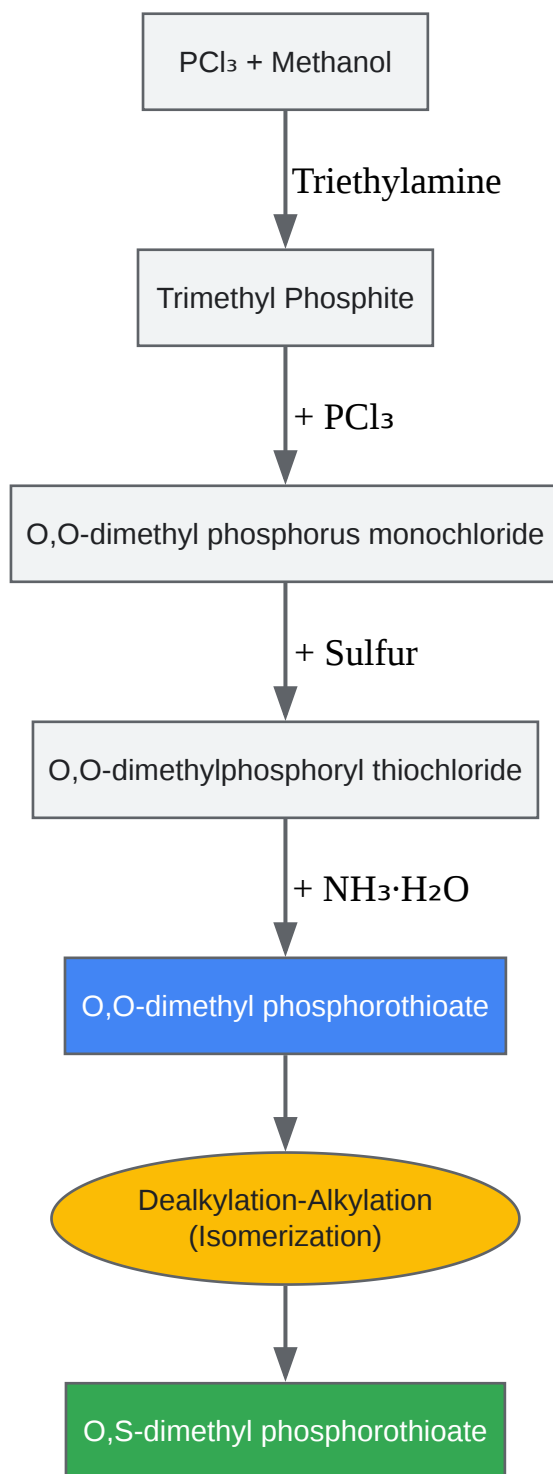 PCl₃ + Methanol
Triethylamine
Trimethyl Phosphite
+ PCl₃
O,O-dimethyl phosphorus monochloride
+ Sulfur
O,O-dimethylphosphoryl thiochloride
+ NH₃·H₂O
O,O-dimethyl phosphorothioate
Dealkylation-Alkylation
(Isomerization)
O,S-dimethyl phosphorothioate